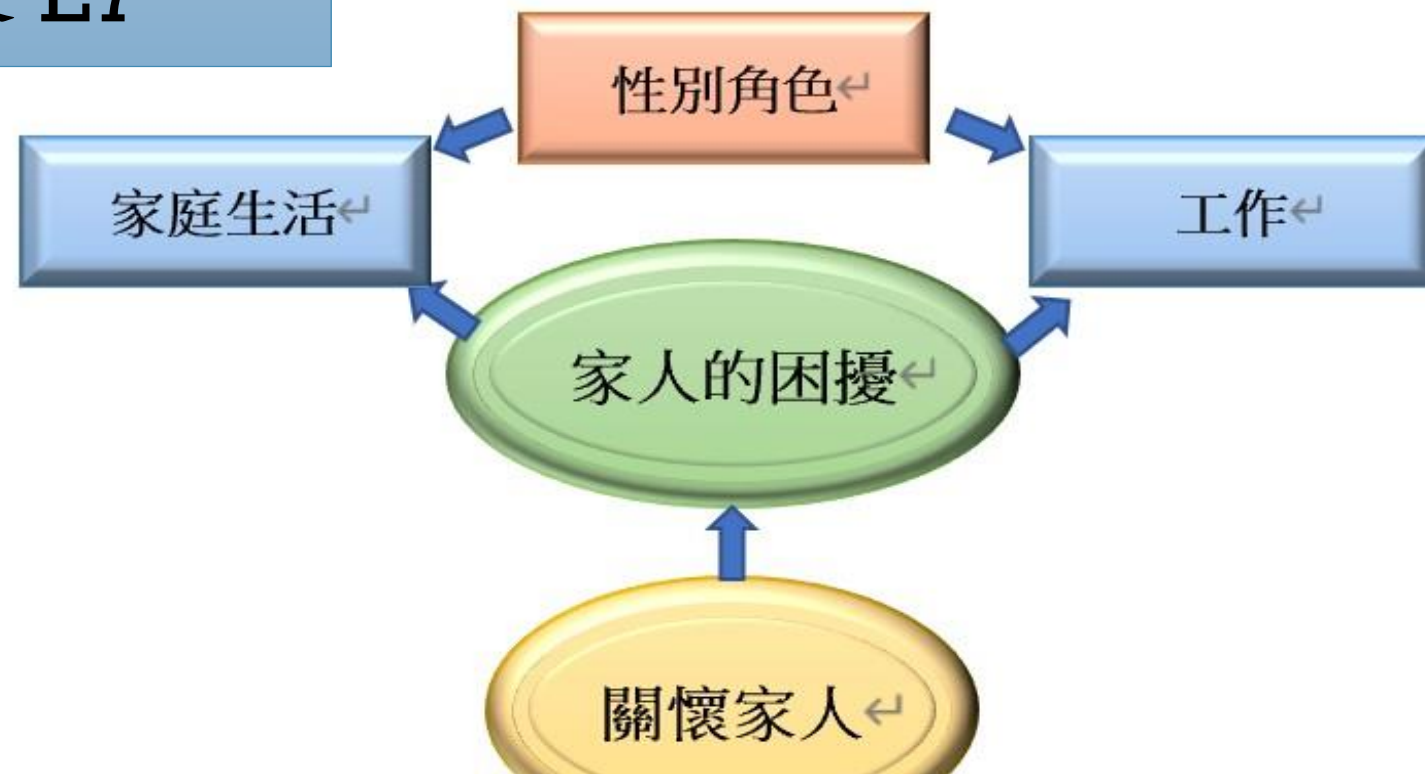 性別角色
家庭生活
工作
家人的困擾
關懷家人